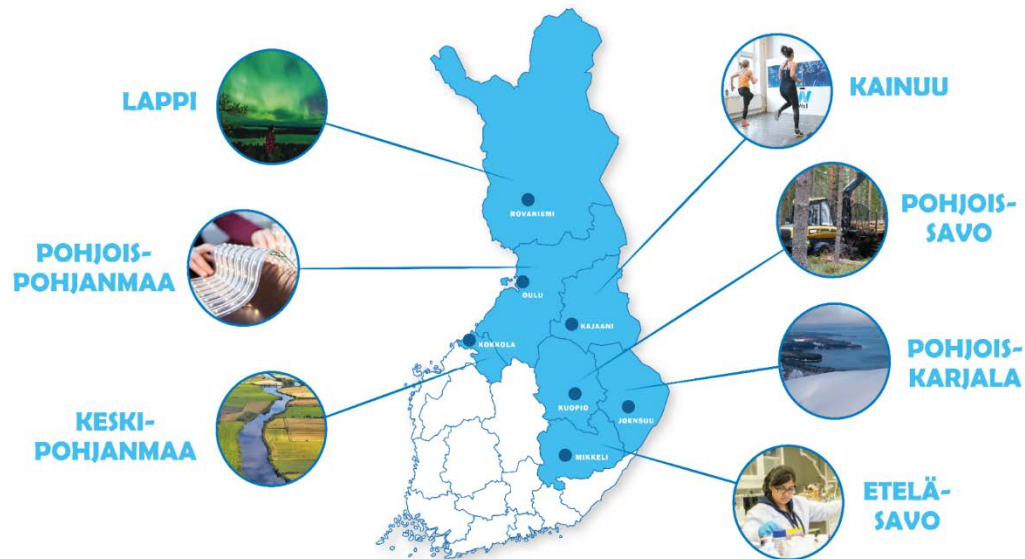 LAPPI
KAINUU
POHJOIS-
SAVO
ROVANIEMI
POHJOIS-
POHJANMAA
OULU
KAJAANI
KOKKOLA
POHJOIS-
KARJALA
KESKI-
POHJANMAA
KUOPIO
JOENSUU
MIKKELI
ETELÄ-
SAVO